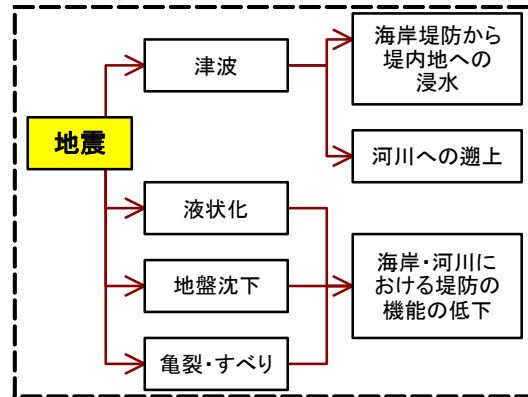 地震
津波
海岸堤防から
堤内地への
浸水
河川への遡上
液状化
地盤沈下
亀裂・すべり
海岸・河川に
おける堤防の
機能の低下